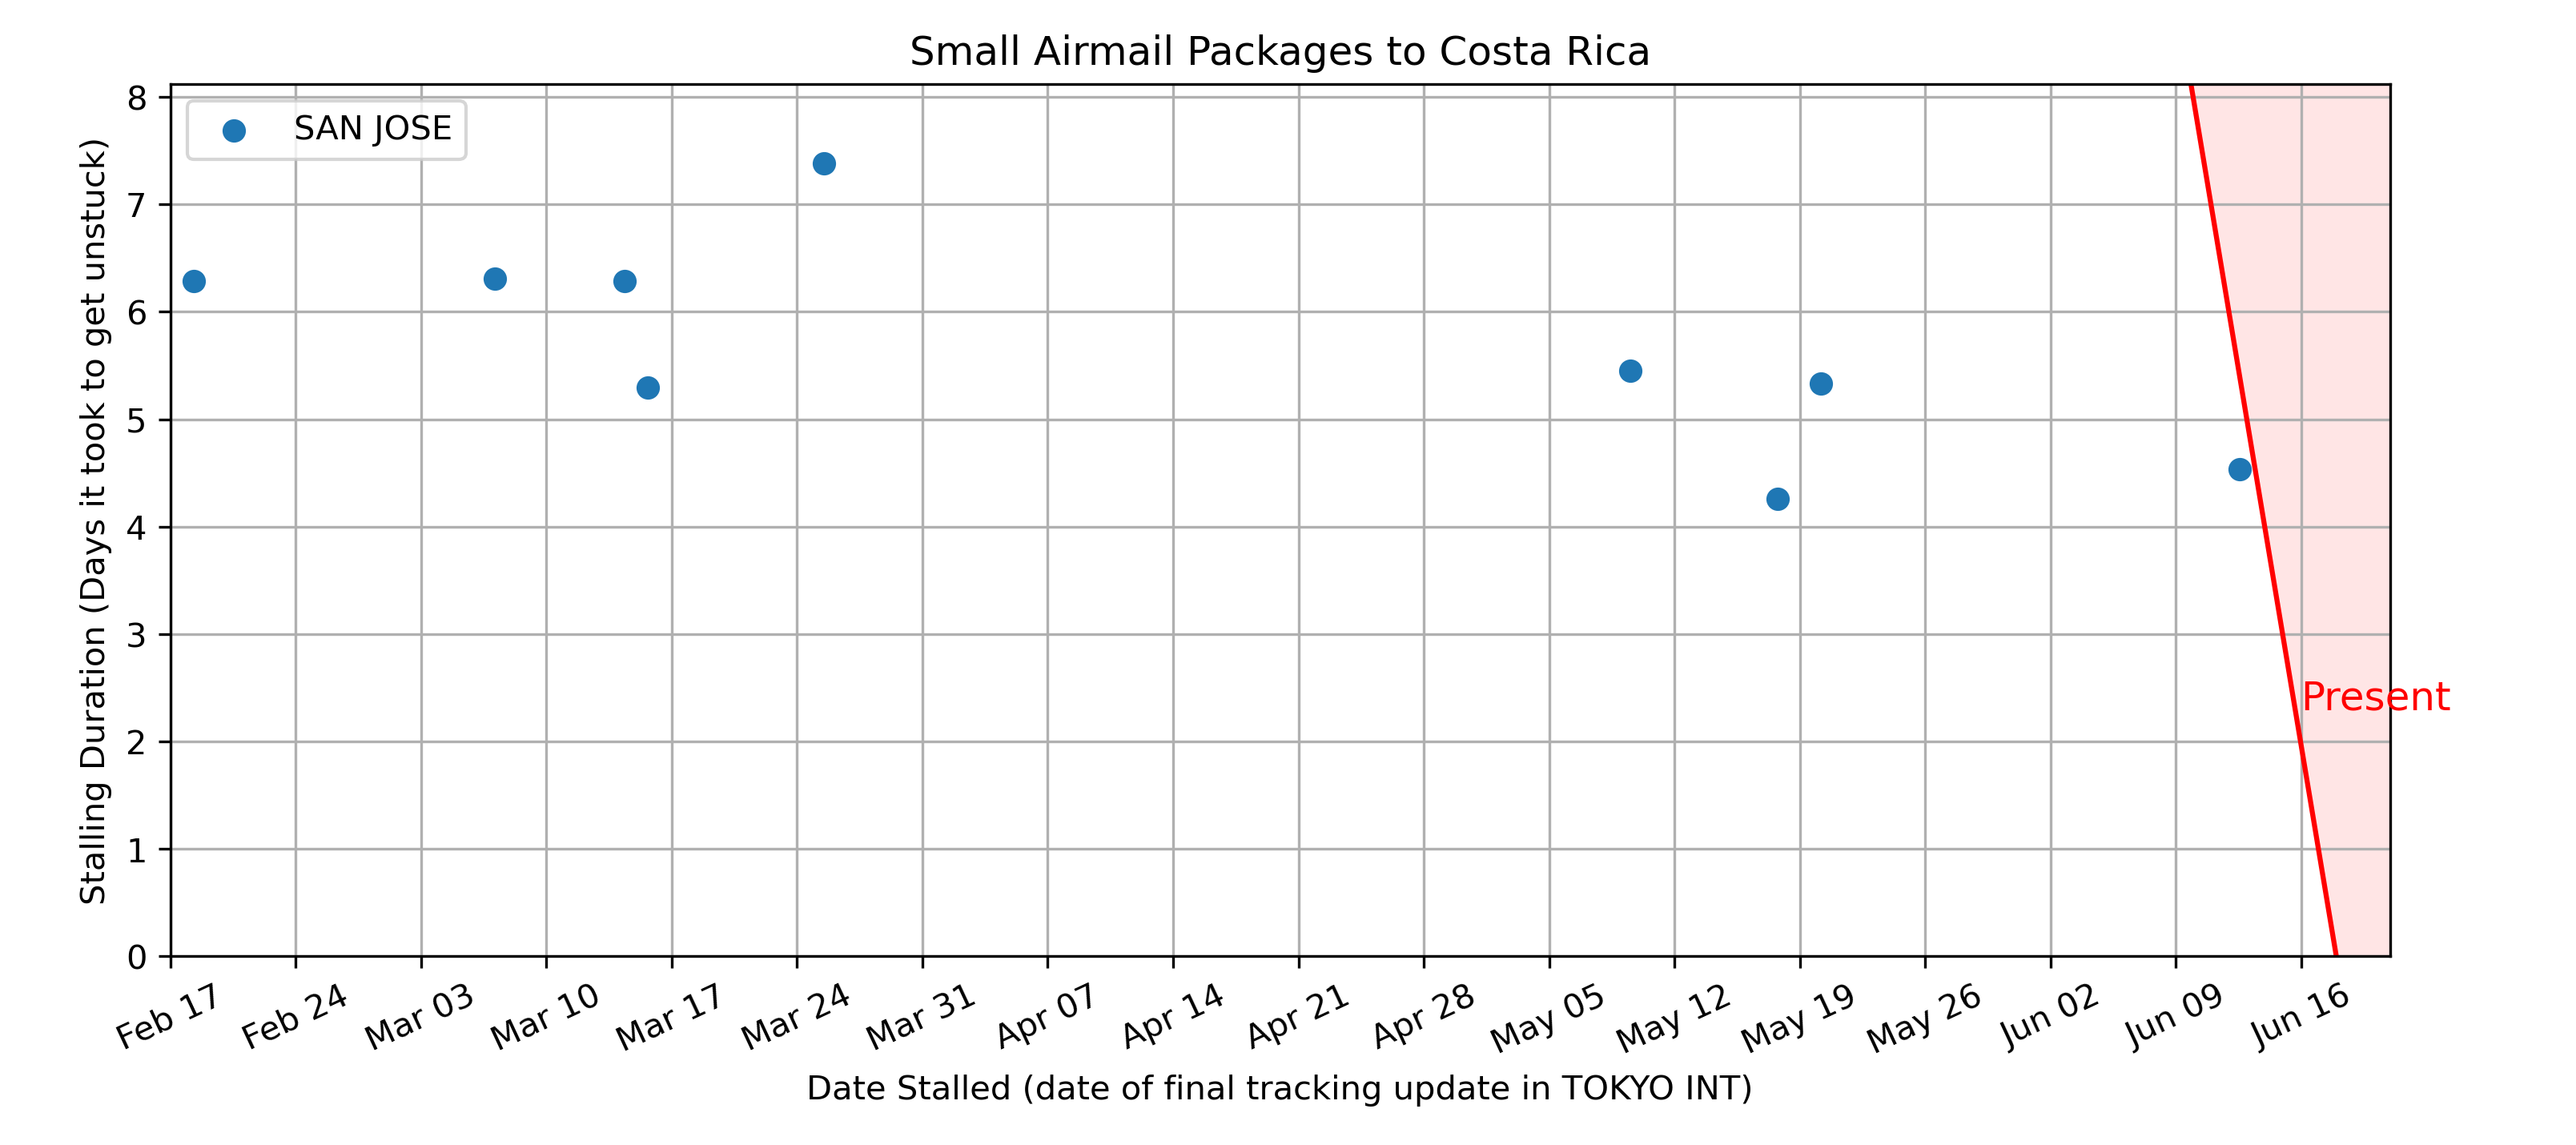 Small Airmail Packages to Costa Rica
SAN JOSE
Stalling Duration (Days it took to get unstuck)
8
7
6
5
4
3
2
1
0
Present
Feb 17
Feb 24
Mar 03
Mar 10
Mar 17
Mar 24
Mar 31
Apr 07
Apr 14
Apr 21
Apr 28
May 05
May 12
May 19
May 26
Jun 02
Jun 09
Jun 16
Date Stalled (date of final tracking update in TOKYO INT)